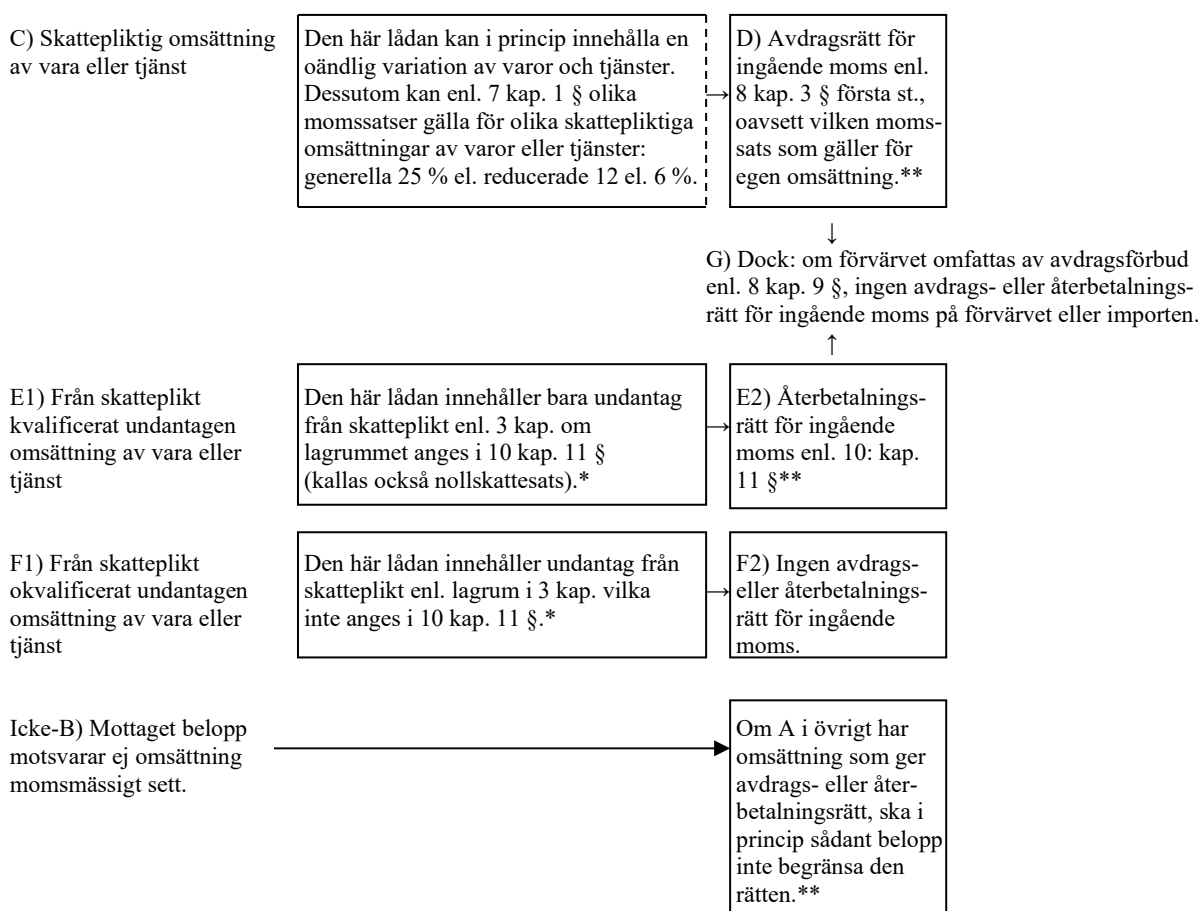 C) Skattepliktig omsättning
av vara eller tjänst
Den här lådan kan i princip innehålla en
oändlig variation av varor och tjänster.
Dessutom kan enl. 7 kap. 1 § olika
momssatser gälla för olika skattepliktiga
omsättningar av varor eller tjänster:
generella 25 % el. reducerade 12 el. 6 %.
→
D) Avdragsrätt för
ingående moms enl.
8 kap. 3 § första st.,
oavsett vilken moms-
sats som gäller för
egen omsättning.**
↓
G) Dock: om förvärvet omfattas av avdragsförbud
enl. 8 kap. 9 §, ingen avdrags- eller återbetalnings-
rätt för ingående moms på förvärvet eller importen.
↑
E1) Från skatteplikt
kvalificerat undantagen
omsättning av vara eller
tjänst
Den här lådan innehåller bara undantag
från skatteplikt enl. 3 kap. om
lagrummet anges i 10 kap. 11 §
(kallas också nollskattesats).*
→
E2) Återbetalnings-
rätt för ingående
moms enl. 10: kap.
11 §**
F1) Från skatteplikt
okvalificerat undantagen
omsättning av vara eller
tjänst
Den här lådan innehåller undantag från
skatteplikt enl. lagrum i 3 kap. vilka
inte anges i 10 kap. 11 §.*
→
F2) Ingen avdrags-
eller återbetalnings-
rätt för ingående
moms.
Icke-B) Mottaget belopp
motsvarar ej omsättning
momsmässigt sett.
Om A i övrigt har
omsättning som ger
avdrags- eller åter-
betalningsrätt, ska i
princip sådant belopp
inte begränsa den
rätten.**